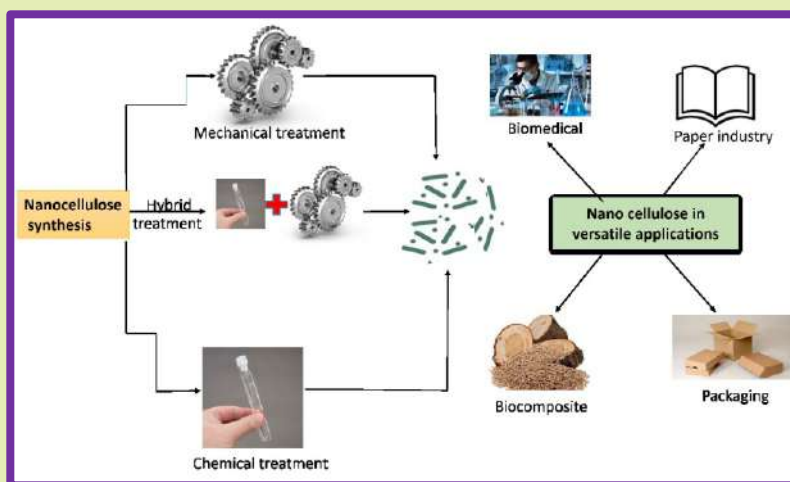 Mechanical treatment
Biomedical
Paper industry
Nanocellulose
synthesis
Hybrid
treatment
Nano cellulose in
versatile applications
Biocomposite
Packaging
Chemical treatment